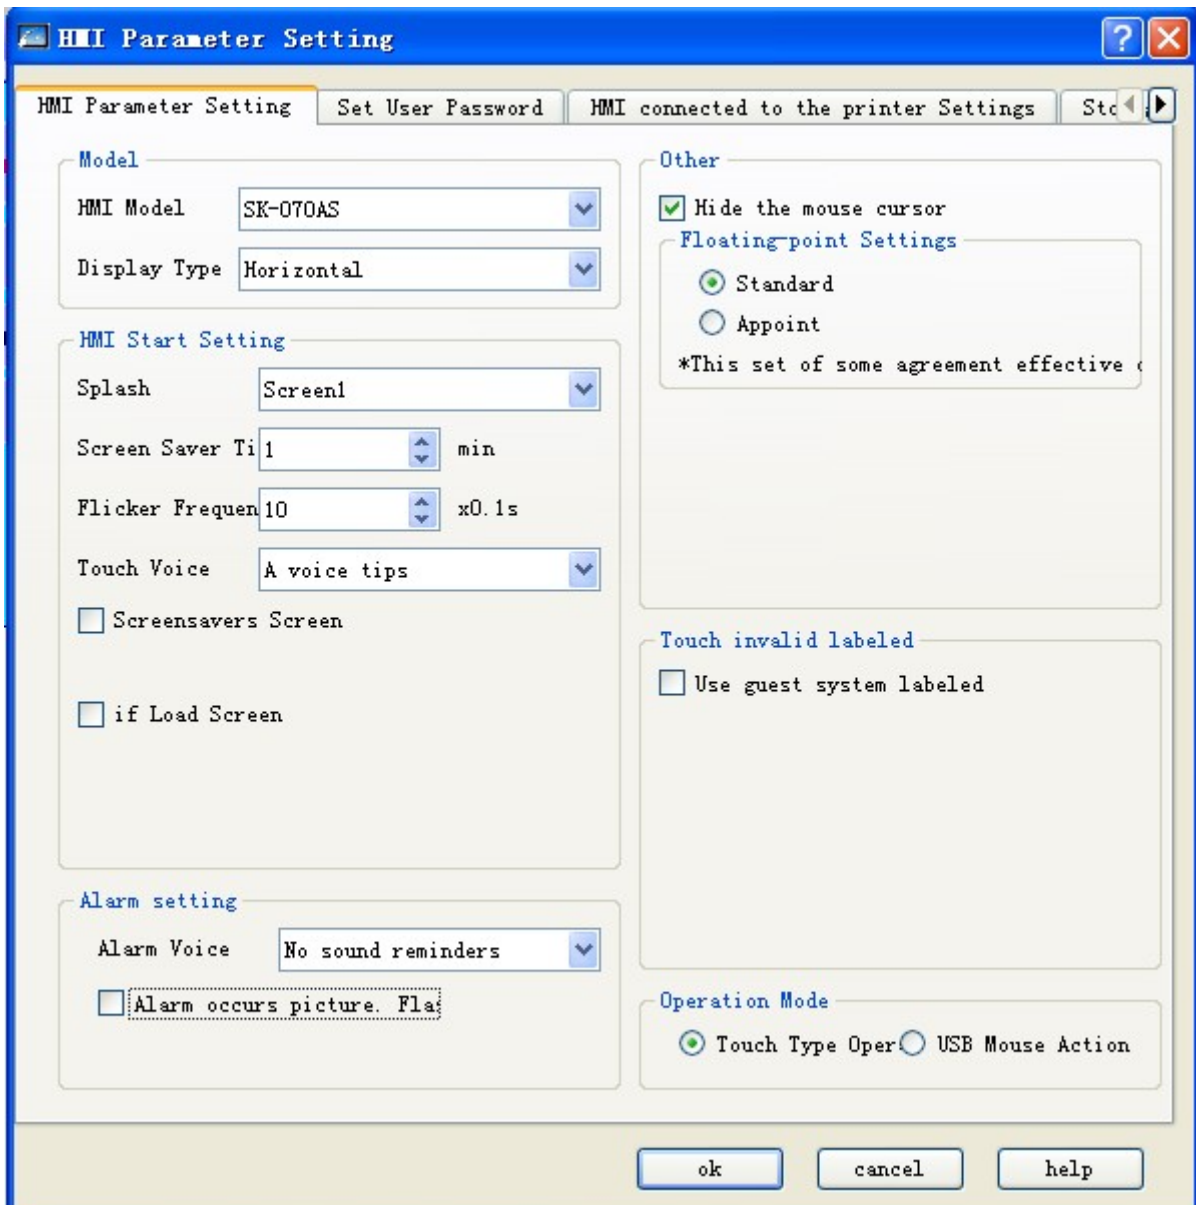 HMI Parameter Setting
HMI Parameter Setting
Set User Password
HMI connected to the printer Settings
Model
HMI Model
SK-070AS
Display Type
Horizontal
HMI Start Setting
Splash
Screen1
Screen Saver Ti
1
min
Flicker Frequen
10
x0.1s
Touch Voice
A voice tips
Screensavers Screen
if Load Screen
Alarm setting
Alarm Voice
No sound reminders
Alarm occurs picture. Fla
Other
Hide the mouse cursor
Floating-point Settings
Standard
Appoint
*This set of some agreement effective
Touch invalid labeled
Use guest system labeled
Operation Mode
Touch Type Oper
USB Mouse Action
ok
cancel
help